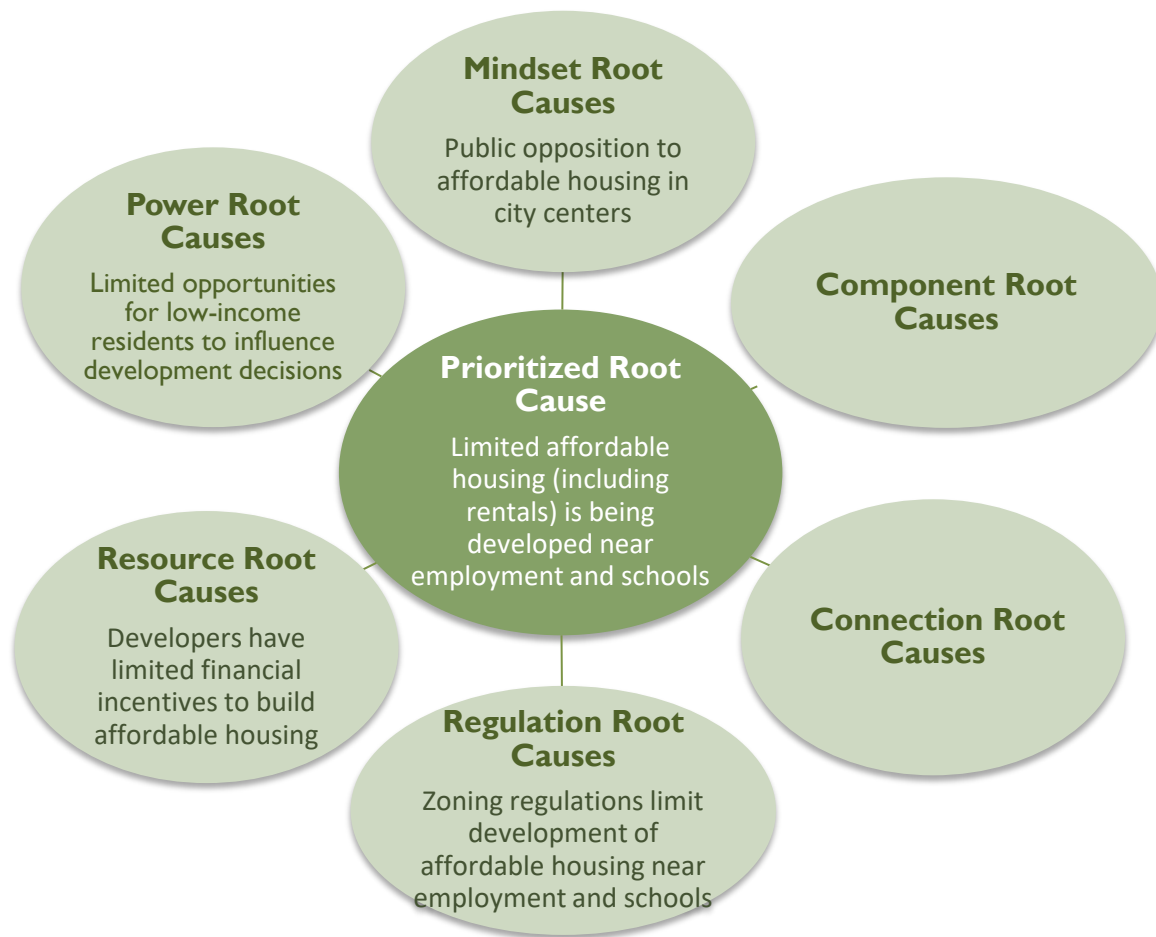 Mindset Root
Causes
Public opposition to
affordable housing in
city centers
Power Root
Causes
Limited opportunities
for low-income
residents to influence
development decisions
Component Root
Causes
Prioritized Root
Cause
Limited affordable
housing (including
rentals) is being
developed near
employment and schools
Resource Root
Causes
Developers have
limited financial
incentives to build
affordable housing
Connection Root
Causes
Regulation Root
Causes
Zoning regulations limit
development of
affordable housing near
employment and schools